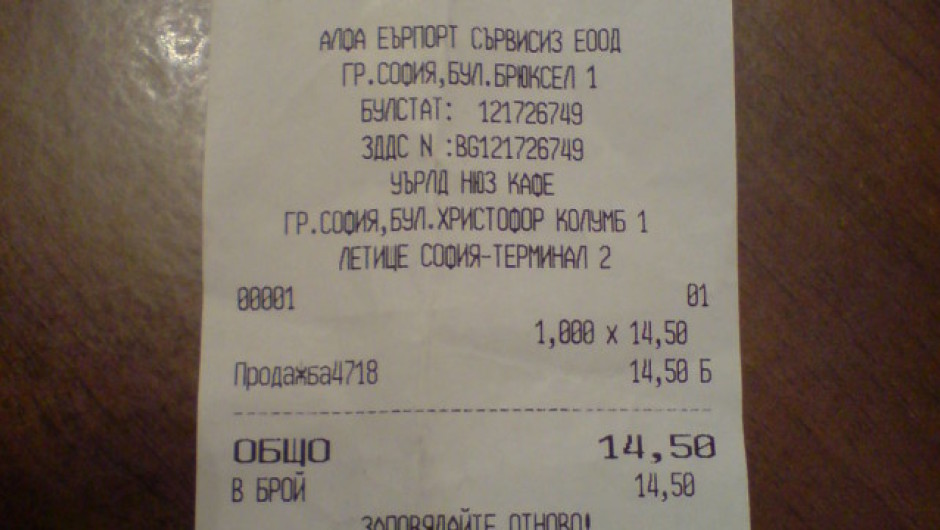 АЛФА ЕЪРПОРТ СЪРВИСИЗ ЕООД
ГР.СОФИЯ,БУЛ.БРЮКСЕЛ 1
БУЛСТАТ: 121726749
ЗДДС N :BG121726749
УЪРЛД НЮЗ КАФЕ
ГР.СОФИЯ,БУЛ.ХРИСТОФОР КОЛУМБ 1
ЛЕТИЩЕ СОФИЯ-ТЕРМИНАЛ 2
00001 01
1,000 x 14,50
Продажба4718 14,50 Б
ОБЩО 14,50
В БРОЙ 14,50
ЗАПОВЯДАЙТЕ ОТНОВО!